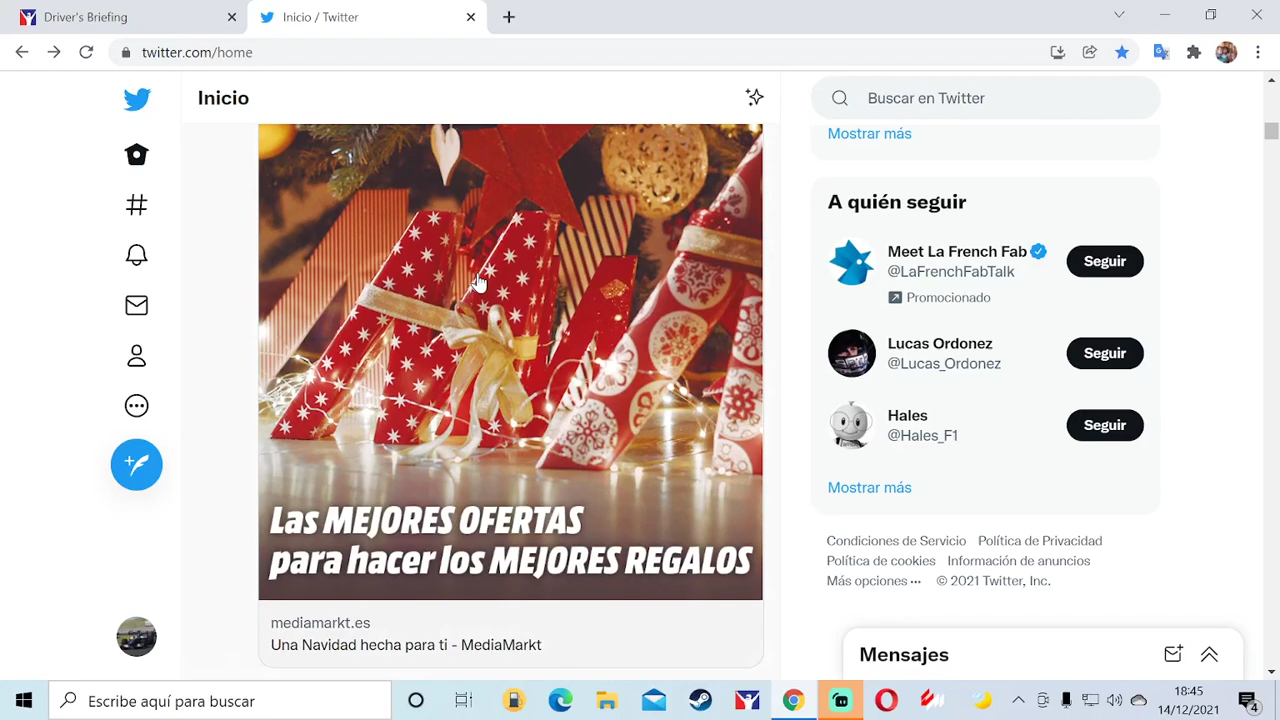 Driver's Briefing
Inicio / Twitter
twitter.com/home
Inicio
Buscar en Twitter
Mostrar más
A quién seguir
Meet La French Fab
@LaFrenchFabTalk
Promocionado
Seguir
Lucas Ordonez
@Lucas_Ordonez
Seguir
Hales
@Hales_F1
Seguir
Mostrar más
Condiciones de Servicio Política de Privacidad
Política de cookies Información de anuncios
Más opciones ··· © 2021 Twitter, Inc.
Las MEJORES OFERTAS
para hacer los MEJORES REGALOS
mediamarkt.es
Una Navidad hecha para ti - MediaMarkt
Mensajes
Escribe aquí para buscar
18:45
14/12/2021
4